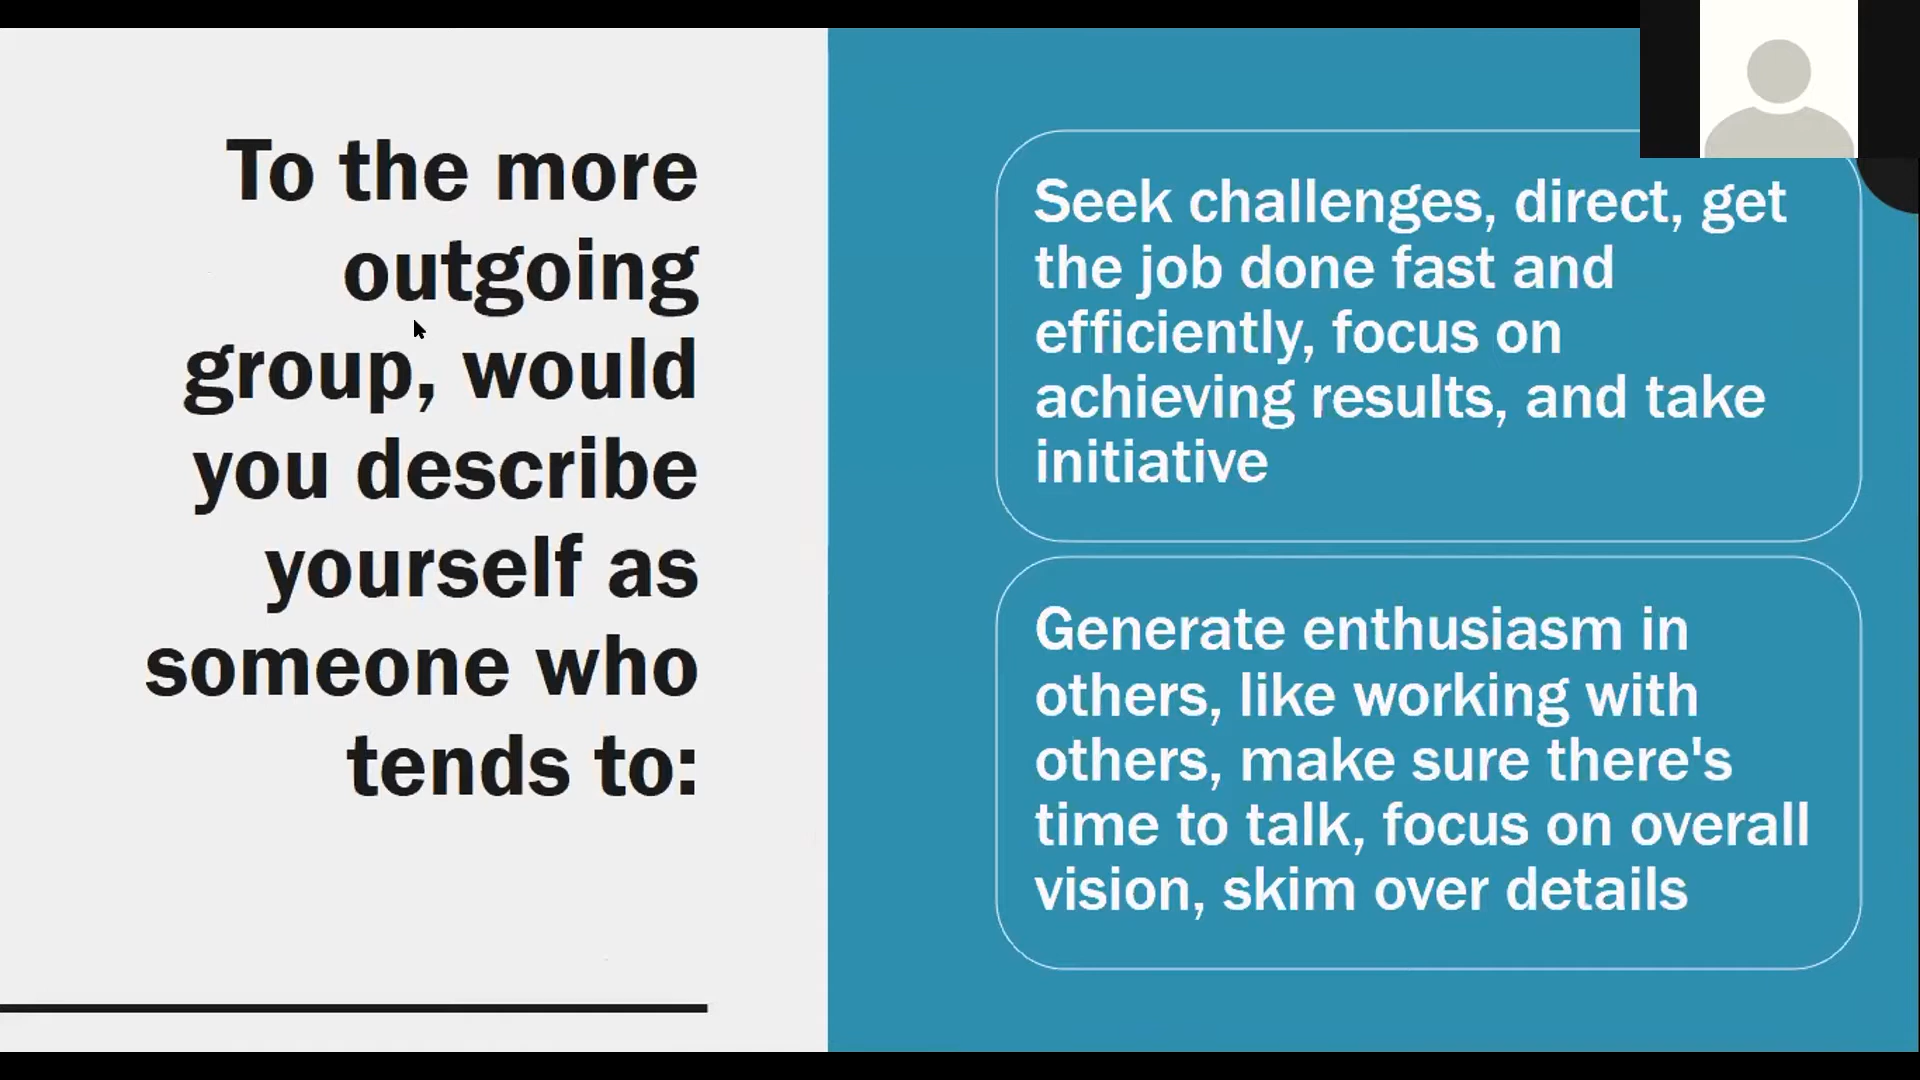 To the more
outgoing
group, would
you describe
yourself as
someone who
tends to:
Seek challenges, direct, get
the job done fast and
efficiently, focus on
achieving results, and take
initiative
Generate enthusiasm in
others, like working with
others, make sure there's
time to talk, focus on overall
vision, skim over details